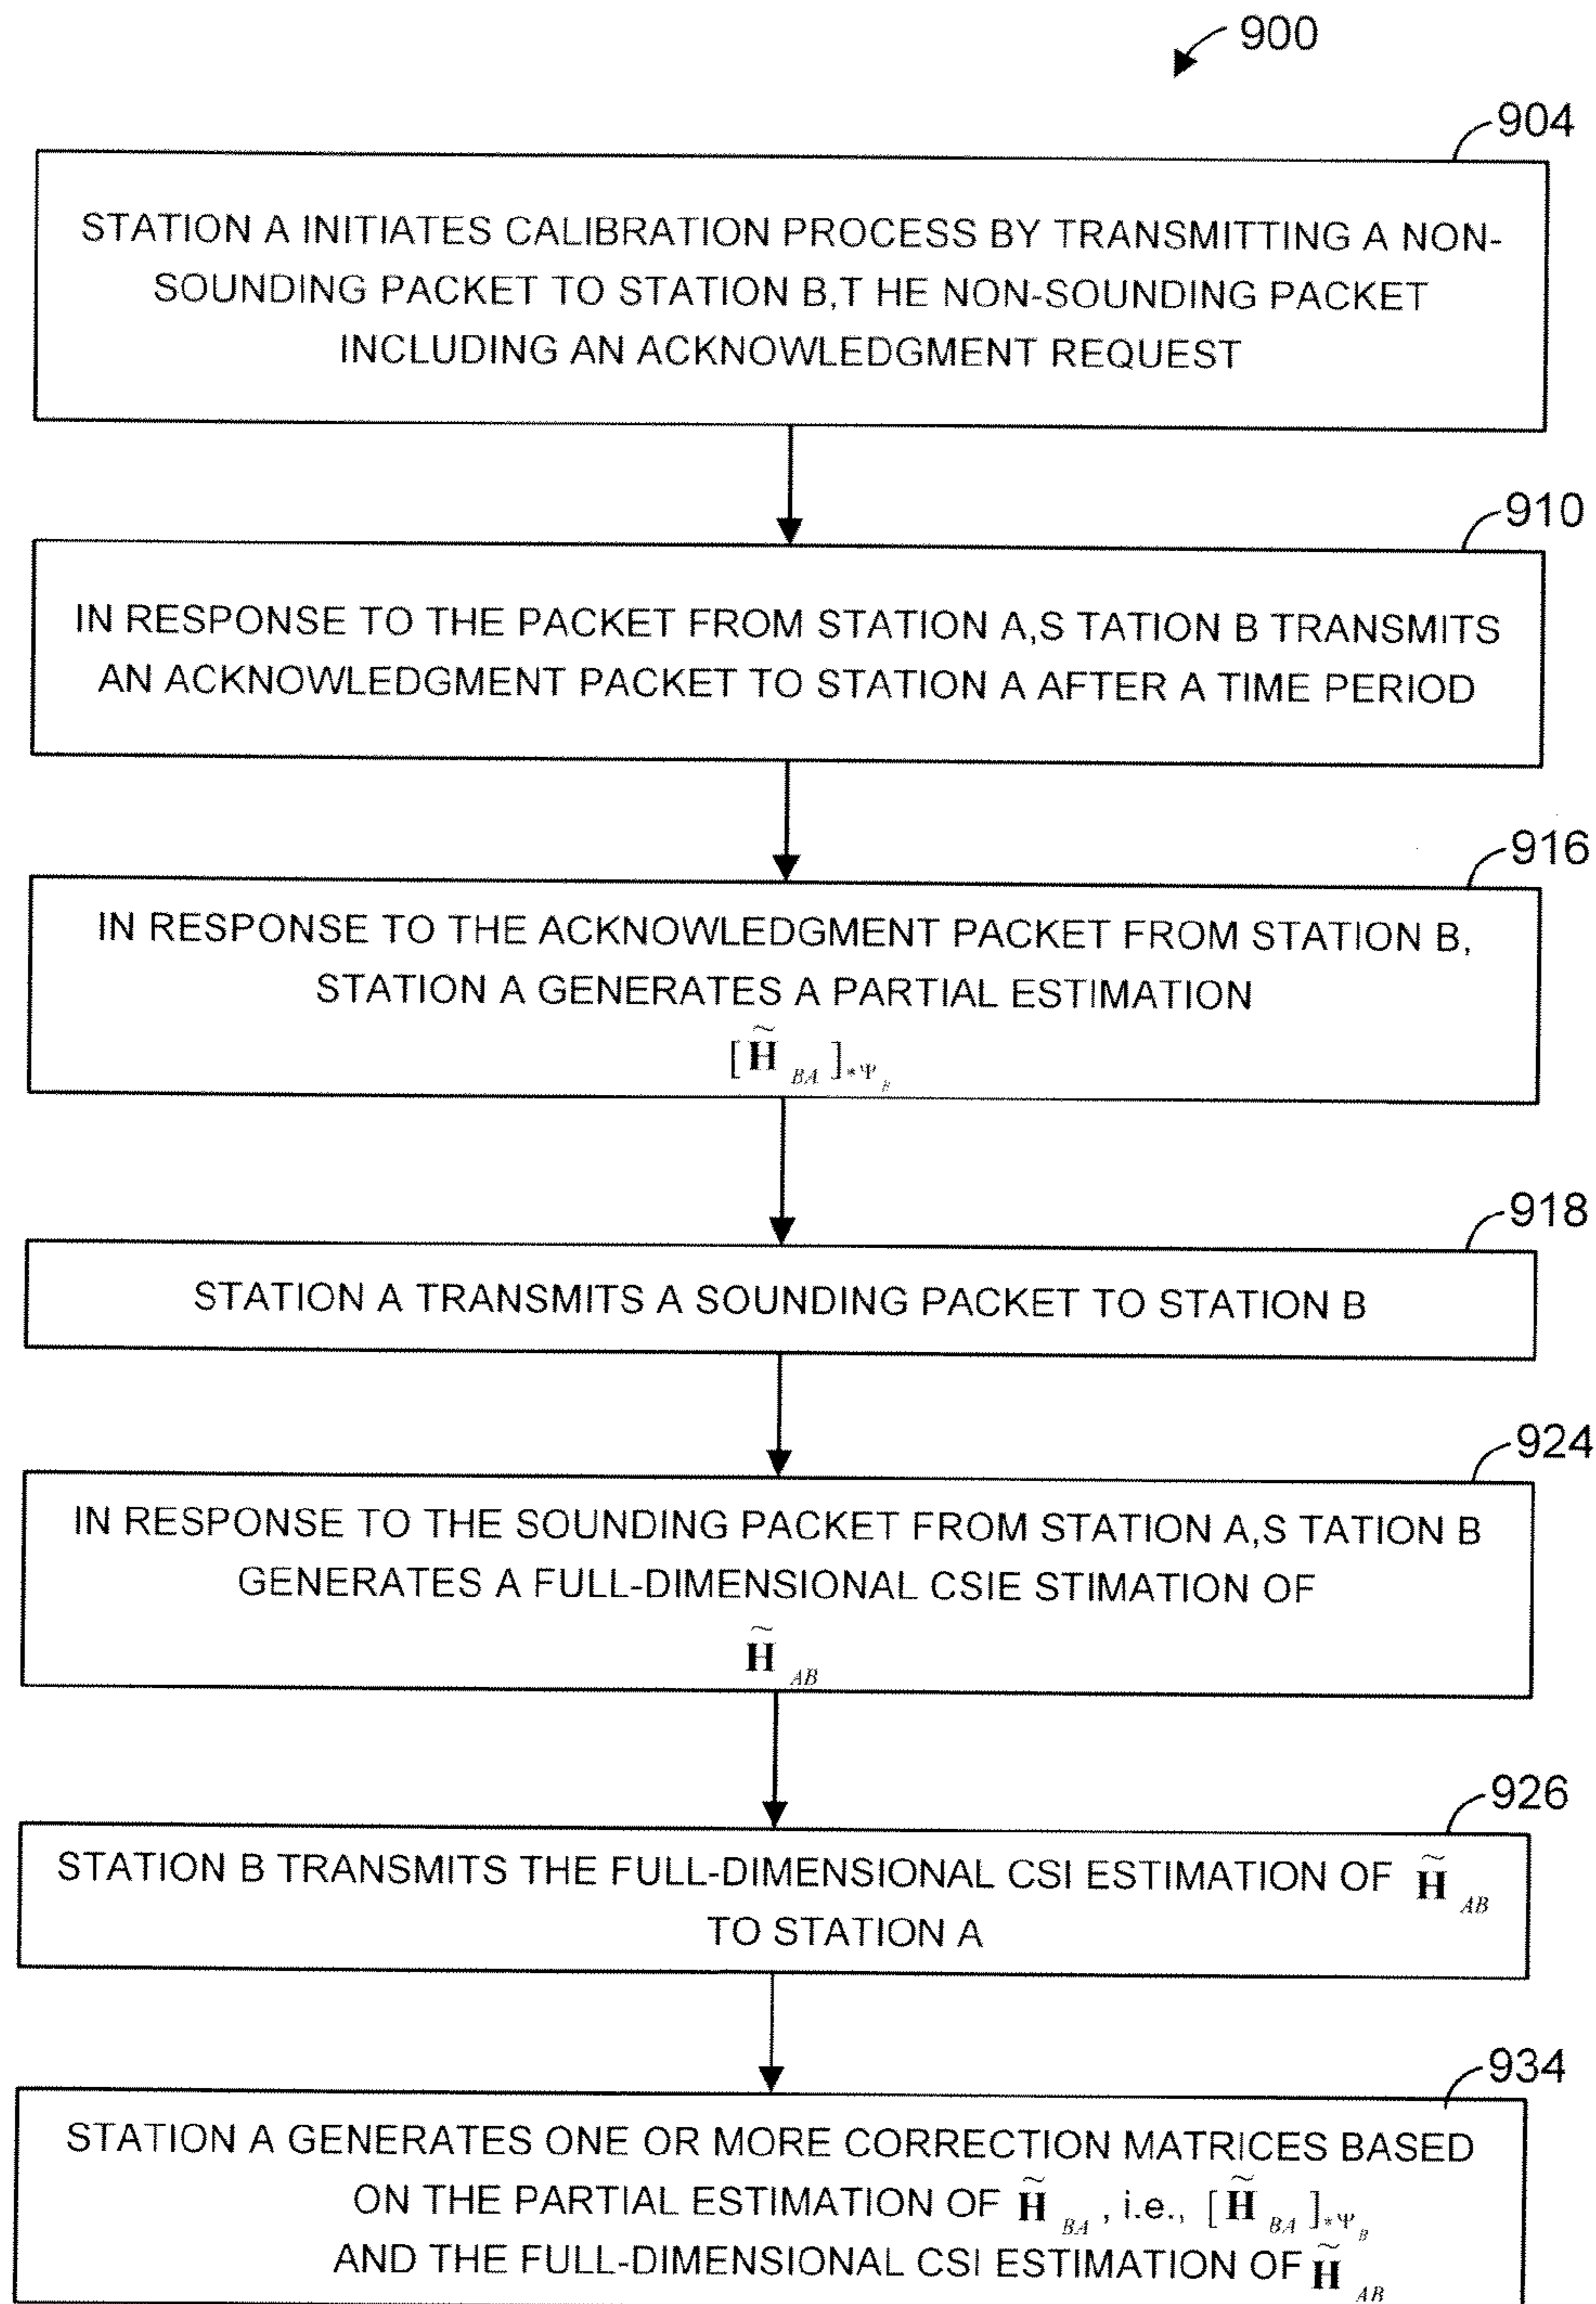 900
904
STATION A INITIATES CALIBRATION PROCESS BY TRANSMITTING A NON-
SOUNDING PACKET TO STATION B,T HE NON-SOUNDING PACKET
INCLUDING AN ACKNOWLEDGMENT REQUEST
910
IN RESPONSE TO THE PACKET FROM STATION A,S TATION B TRANSMITS
AN ACKNOWLEDGMENT PACKET TO STATION A AFTER A TIME PERIOD
916
IN RESPONSE TO THE ACKNOWLEDGMENT PACKET FROM STATION B,
STATION A GENERATES A PARTIAL ESTIMATION
[H̃ BA]*Ψ B
918
STATION A TRANSMITS A SOUNDING PACKET TO STATION B
924
IN RESPONSE TO THE SOUNDING PACKET FROM STATION A,S TATION B
GENERATES A FULL-DIMENSIONAL CSIE STIMATION OF
H̃ AB
926
STATION B TRANSMITS THE FULL-DIMENSIONAL CSI ESTIMATION OF H̃ AB
TO STATION A
934
STATION A GENERATES ONE OR MORE CORRECTION MATRICES BASED
ON THE PARTIAL ESTIMATION OF H̃ BA , i.e., [H̃ BA]*Ψ B
AND THE FULL-DIMENSIONAL CSI ESTIMATION OF H̃ AB